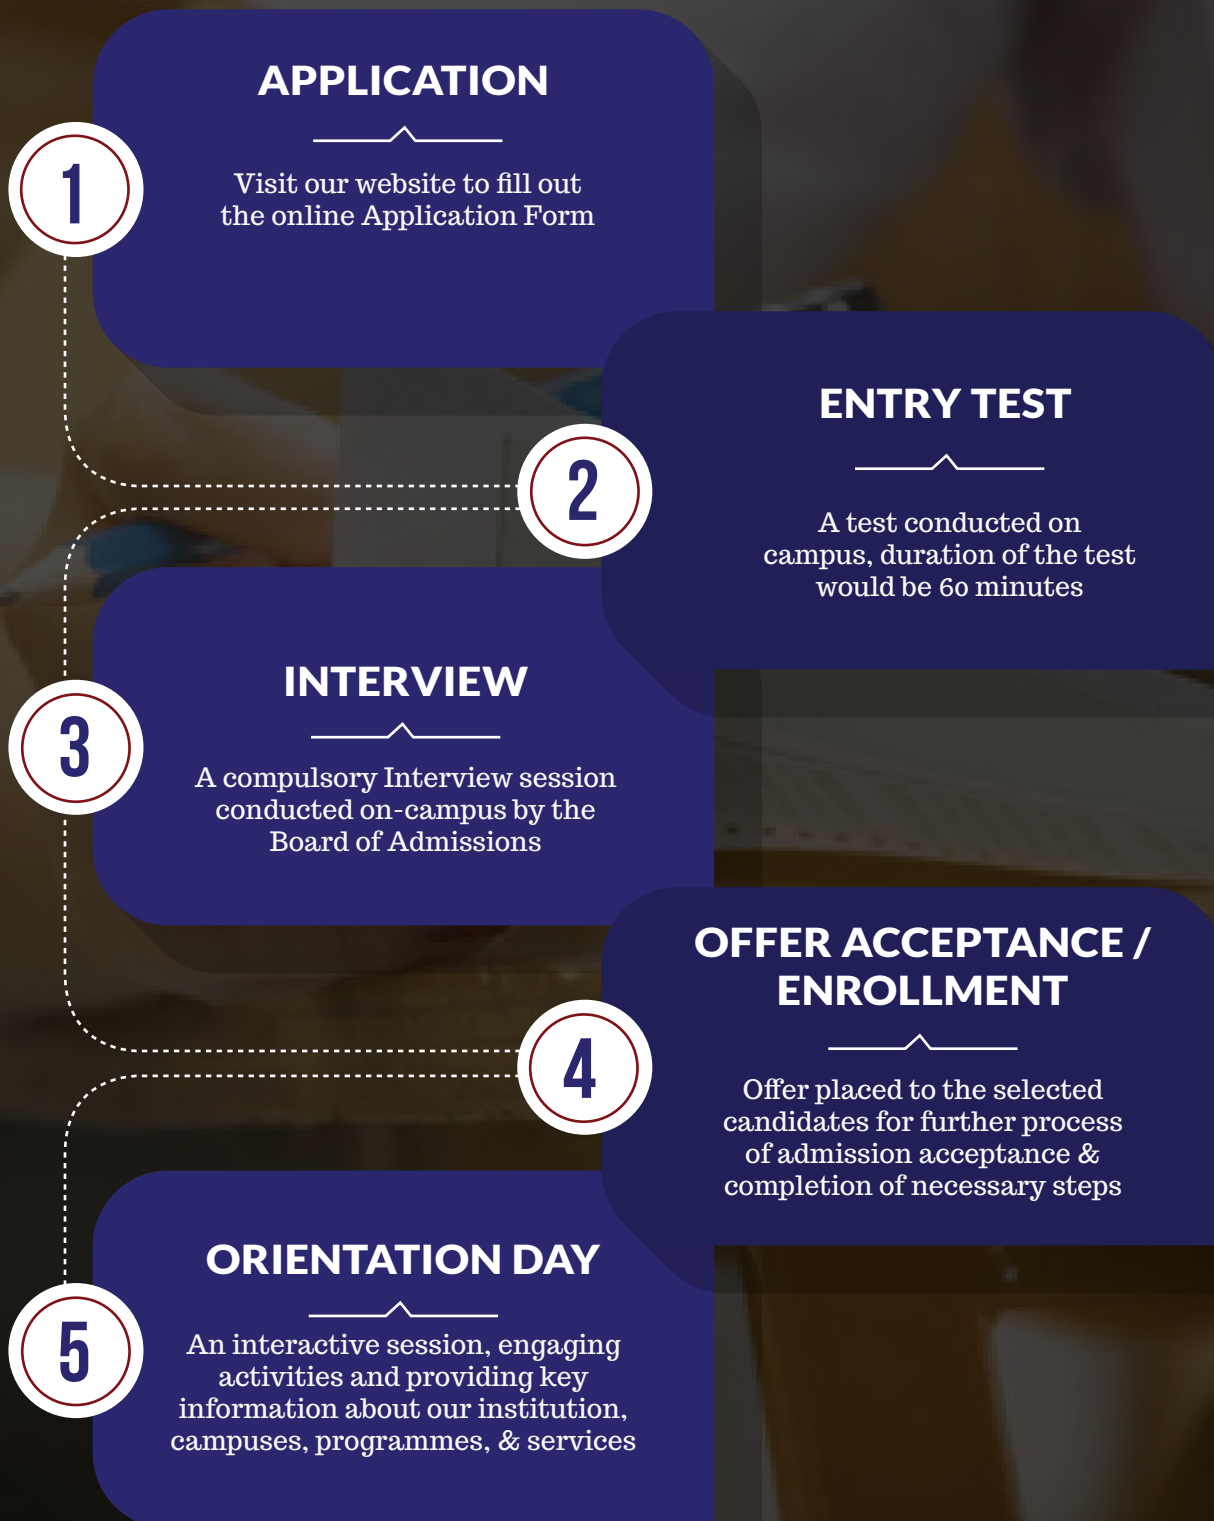 APPLICATION
1
Visit our website to fill out
the online Application Form
ENTRY TEST
2
A test conducted on
campus, duration of the test
would be 60 minutes
INTERVIEW
3
A compulsory Interview session
conducted on-campus by the
Board of Admissions
OFFER ACCEPTANCE /
ENROLLMENT
4
Offer placed to the selected
candidates for further process
of admission acceptance &
completion of necessary steps
ORIENTATION DAY
5
An interactive session, engaging
activities and providing key
information about our institution,
campuses, programmes, & services